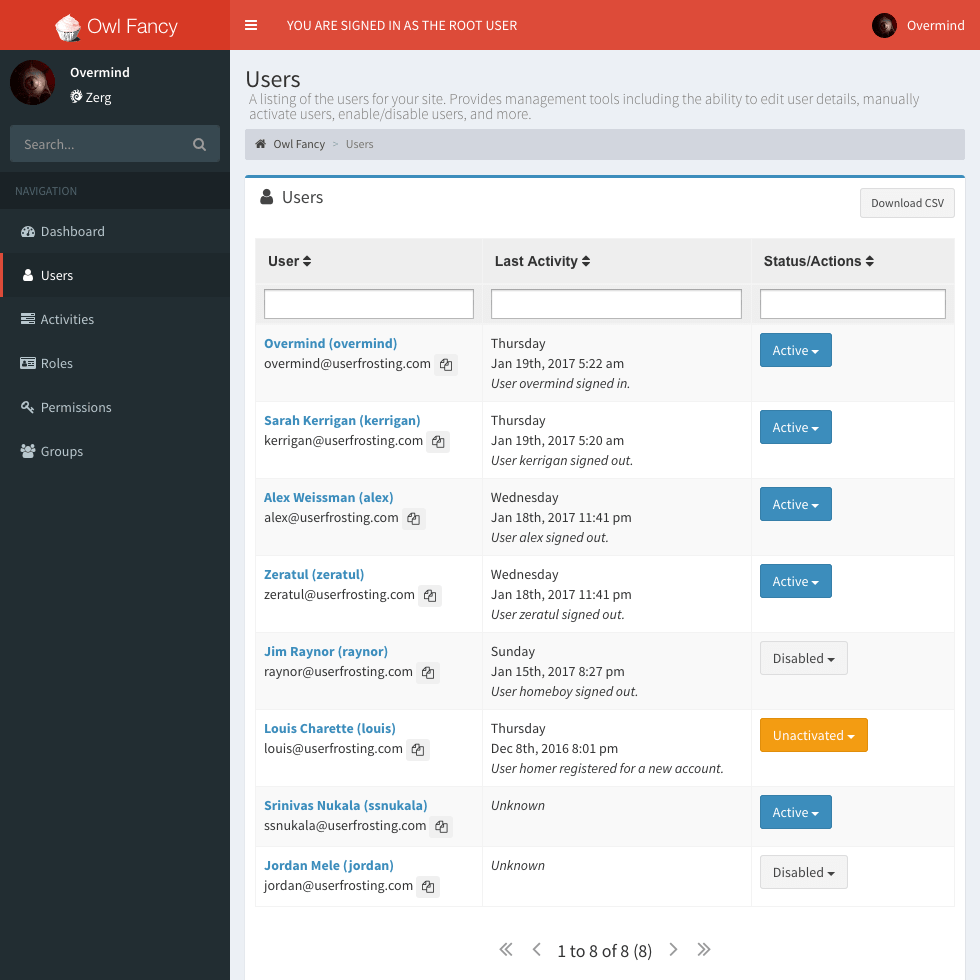 Owl Fancy
YOU ARE SIGNED IN AS THE ROOT USER
Overmind
Overmind
Zerg
Search...
NAVIGATION
Dashboard
Users
Activities
Roles
Permissions
Groups
Users
A listing of the users for your site. Provides management tools including the ability to edit user details, manually
activate users, enable/disable users, and more.
Owl Fancy > Users
Users
Download CSV
User Last Activity Status/Actions
Overmind (overmind)
overmind@userfrosting.com
Thursday
Jan 19th, 2017 5:22 am
User overmind signed in.
Active
Sarah Kerrigan (kerrigan)
kerrigan@userfrosting.com
Thursday
Jan 19th, 2017 5:20 am
User kerrigan signed out.
Active
Alex Weissman (alex)
alex@userfrosting.com
Wednesday
Jan 18th, 2017 11:41 pm
User alex signed out.
Active
Zeratul (zeratul)
zeratul@userfrosting.com
Wednesday
Jan 18th, 2017 11:41 pm
User zeratul signed out.
Active
Jim Raynor (raynor)
raynor@userfrosting.com
Sunday
Jan 15th, 2017 8:27 pm
User homeboy signed out.
Disabled
Louis Charette (louis)
louis@userfrosting.com
Thursday
Dec 8th, 2016 8:01 pm
User homer registered for a new account.
Unactivated
Srinivas Nukala (ssnukala)
ssnukala@userfrosting.com
Unknown
Active
Jordan Mele (jordan)
jordan@userfrosting.com
Unknown
Disabled
1 to 8 of 8 (8)